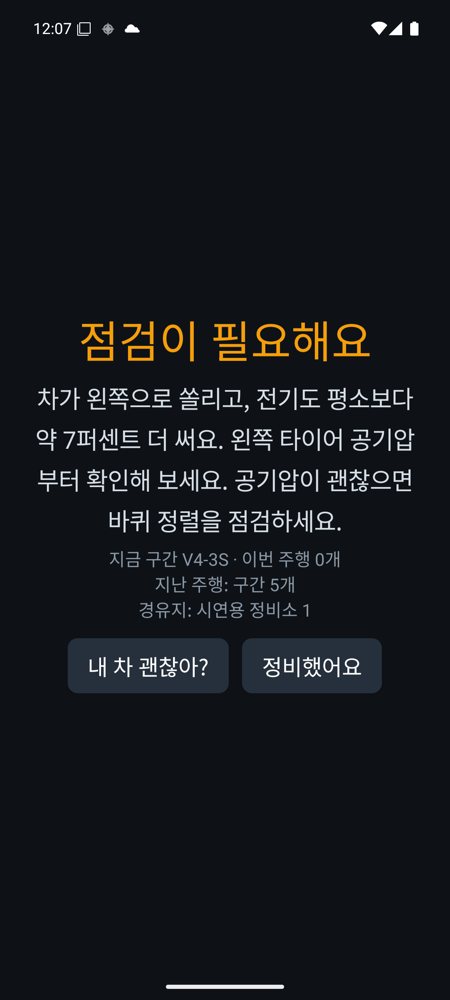 12:07
점검이 필요해요
차가 왼쪽으로 쏠리고, 전기도 평소보다
약 7퍼센트 더 써요. 왼쪽 타이어 공기압
부터 확인해 보세요. 공기압이 괜찮으면
바퀴 정렬을 점검하세요.
지금 구간 V4-3S · 이번 주행 0개
지난 주행: 구간 5개
경유지: 시연용 정비소 1
내 차 괜찮아?
정비했어요